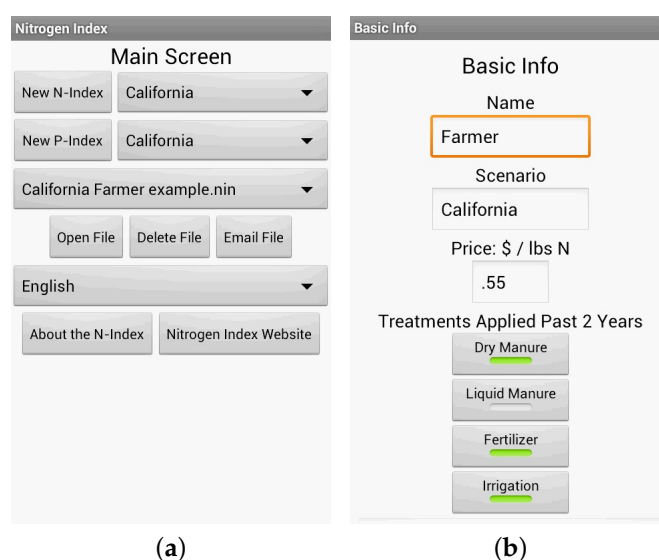 Nitrogen Index
Main Screen
New N-Index California
New P-Index California
California Farmer example.nin
Open File Delete File Email File
English
About the N-Index Nitrogen Index Website
(a)
Basic Info
Basic Info
Name
Farmer
Scenario
California
Price: $ / lbs N
.55
Treatments Applied Past 2 Years
Dry Manure
Liquid Manure
Fertilizer
Irrigation
(b)